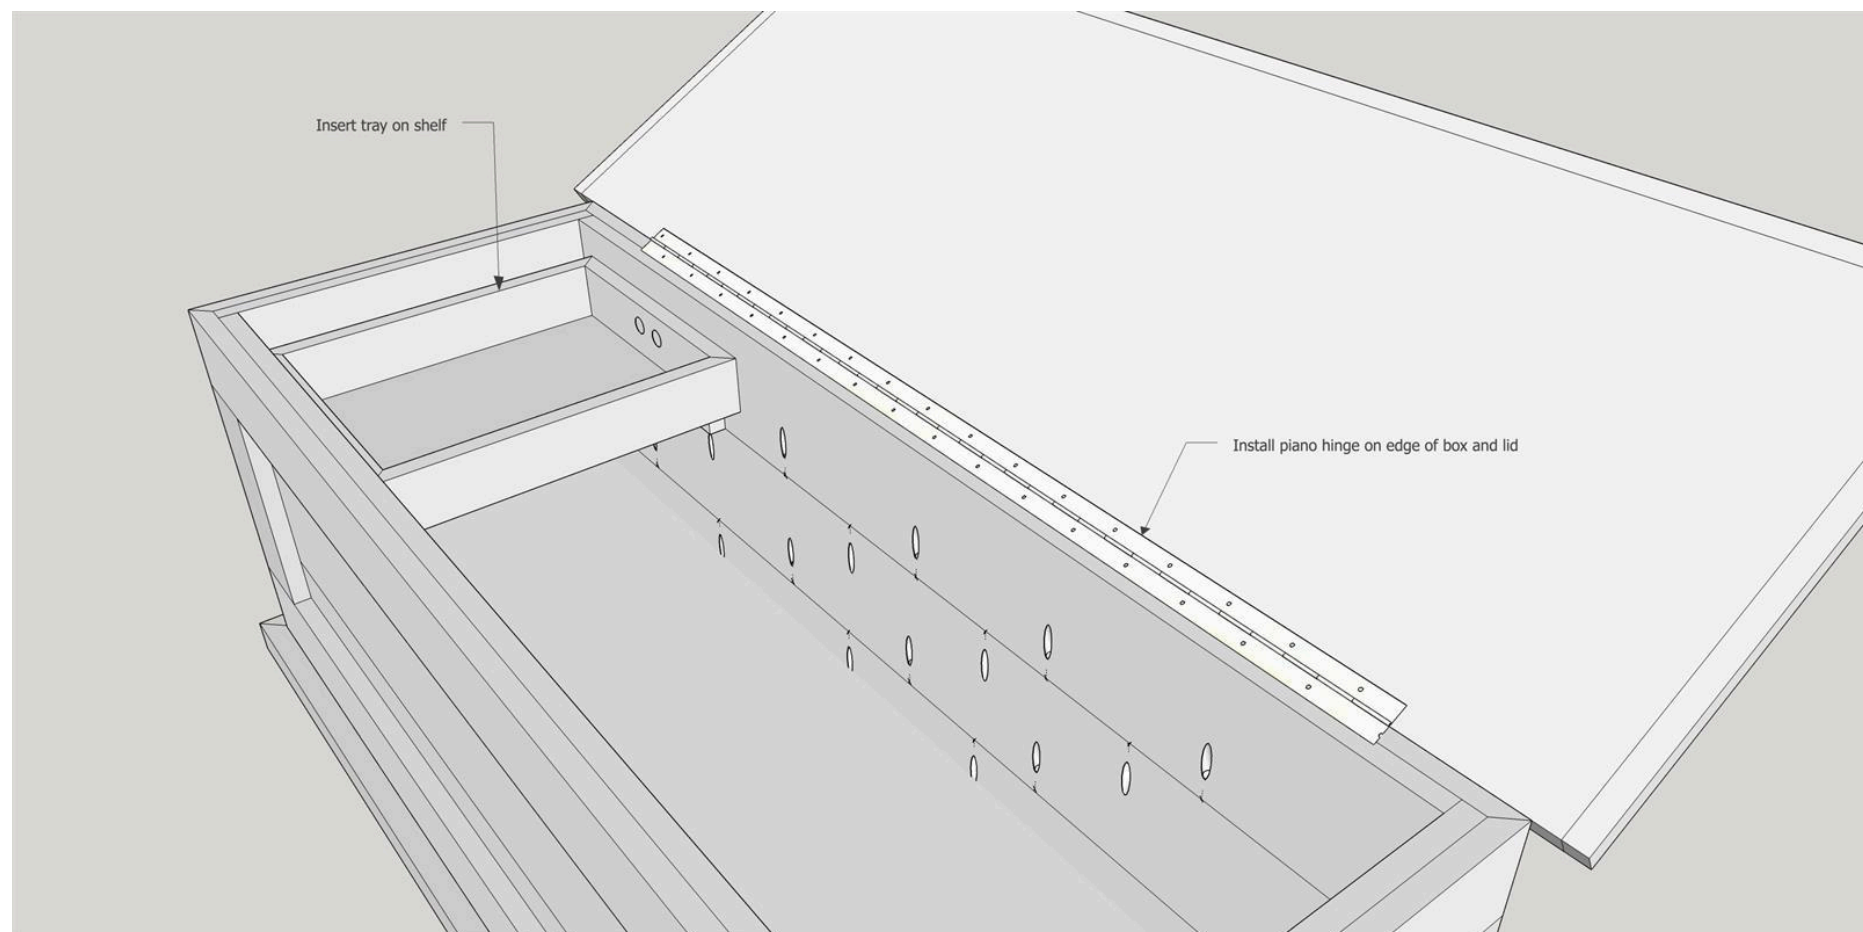 Insert tray on shelf
Install piano hinge on edge of box and lid